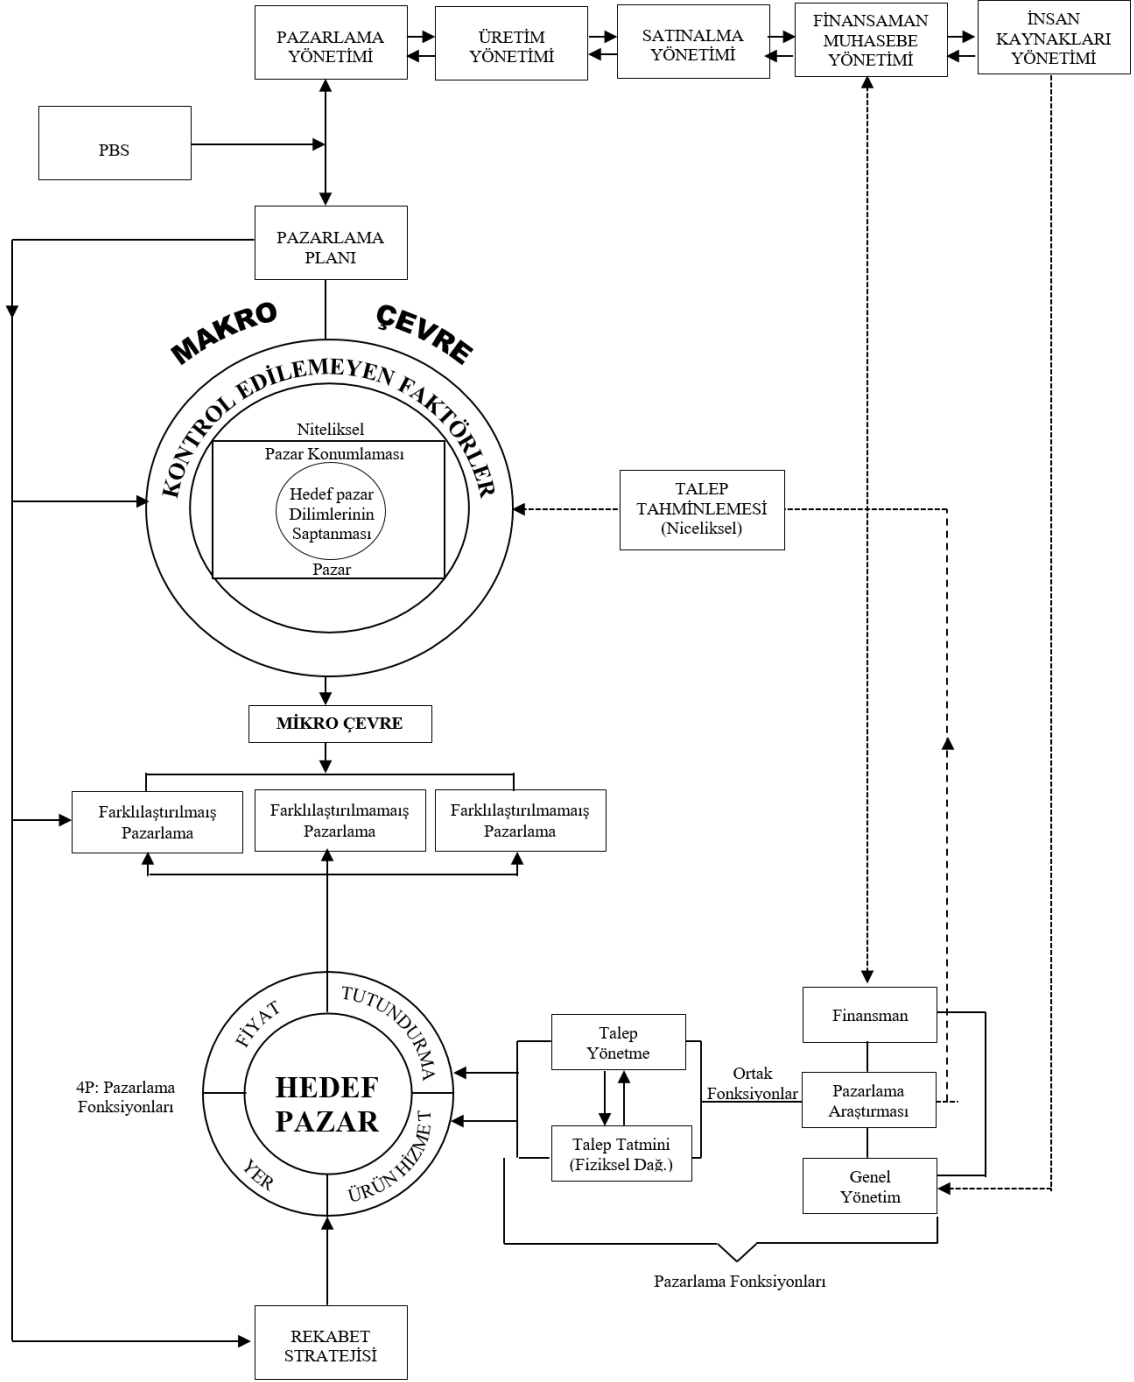 PAZARLAMA
YÖNETİMİ
ÜRETİM
YÖNETİMİ
SATINALMA
YÖNETİMİ
FİNANSAMAN
MUHASEBE
YÖNETİMİ
İNSAN
KAYNAKLARI
YÖNETİMİ
PBS
PAZARLAMA
PLANI
MAKRO ÇEVRE
KONTROL EDİLEMEYEN FAKTÖRLER
Niteliksel
Pazar Konumlaması
Hedef pazar
Dilimlerinin
Saptanması
Pazar
TALEP
TAHMİNLEMESİ
(Niceliksel)
MİKRO ÇEVRE
Farklılaştırılmaış
Pazarlama
Farklılaştırılmamaış
Pazarlama
Farklılaştırılmamaış
Pazarlama
FİYAT
TUTUNDURMA
HEDEF
PAZAR
YER
ÜRÜN HİZMET
4P: Pazarlama
Fonksiyonları
Talep
Yönetme
Talep Tatmini
(Fiziksel Dağ.)
Ortak
Fonksiyonlar
Finansman
Pazarlama
Araştırması
Genel
Yönetim
Pazarlama Fonksiyonları
REKABET
STRATEJİSİ